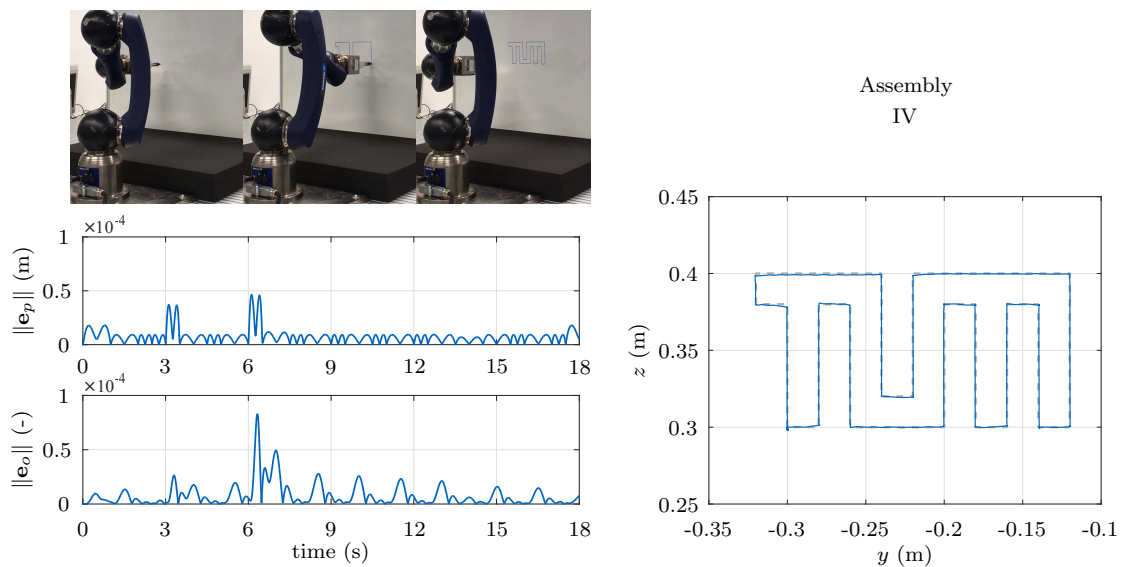 Assembly
IV
×10^-4
1
0.5
0
‖e_p‖ (m)
0 3 6 9 12 15 18
×10^-4
1
0.5
0
‖e_o‖ (-)
0 3 6 9 12 15 18
time (s)
0.45
0.4
0.35
0.3
0.25
z (m)
-0.35 -0.3 -0.25 -0.2 -0.15 -0.1
y (m)